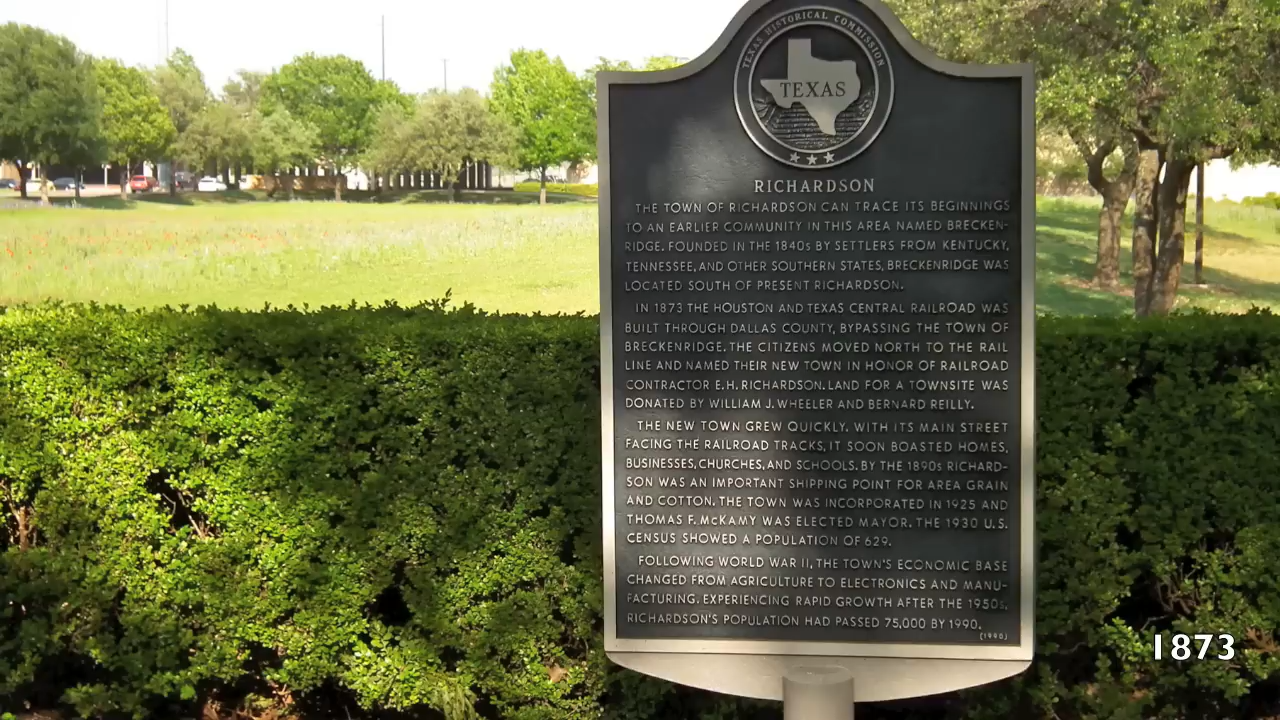 TEXAS HISTORICAL COMMISSION
TEXAS
RICHARDSON
THE TOWN OF RICHARDSON CAN TRACE ITS BEGINNINGS
TO AN EARLIER COMMUNITY IN THIS AREA NAMED BRECKEN-
RIDGE. FOUNDED IN THE 1840s BY SETTLERS FROM KENTUCKY,
TENNESSEE, AND OTHER SOUTHERN STATES, BRECKENRIDGE WAS
LOCATED SOUTH OF PRESENT RICHARDSON.
IN 1873 THE HOUSTON AND TEXAS CENTRAL RAILROAD WAS
BUILT THROUGH DALLAS COUNTY, BYPASSING THE TOWN OF
BRECKENRIDGE. THE CITIZENS MOVED NORTH TO THE RAIL
LINE AND NAMED THEIR NEW TOWN IN HONOR OF RAILROAD
CONTRACTOR E.H. RICHARDSON. LAND FOR A TOWNSITE WAS
DONATED BY WILLIAM J. WHEELER AND BERNARD REILLY.
THE NEW TOWN GREW QUICKLY. WITH ITS MAIN STREET
FACING THE RAILROAD TRACKS, IT SOON BOASTED HOMES,
BUSINESSES, CHURCHES, AND SCHOOLS. BY THE 1890s RICHARD-
SON WAS AN IMPORTANT SHIPPING POINT FOR AREA GRAIN
AND COTTON. THE TOWN WAS INCORPORATED IN 1925 AND
THOMAS F. McKAMY WAS ELECTED MAYOR. THE 1930 U.S.
CENSUS SHOWED A POPULATION OF 629.
FOLLOWING WORLD WAR II, THE TOWN'S ECONOMIC BASE
CHANGED FROM AGRICULTURE TO ELECTRONICS AND MANU-
FACTURING. EXPERIENCING RAPID GROWTH AFTER THE 1950s,
RICHARDSON'S POPULATION HAD PASSED 75,000 BY 1990.
(1990)
1873